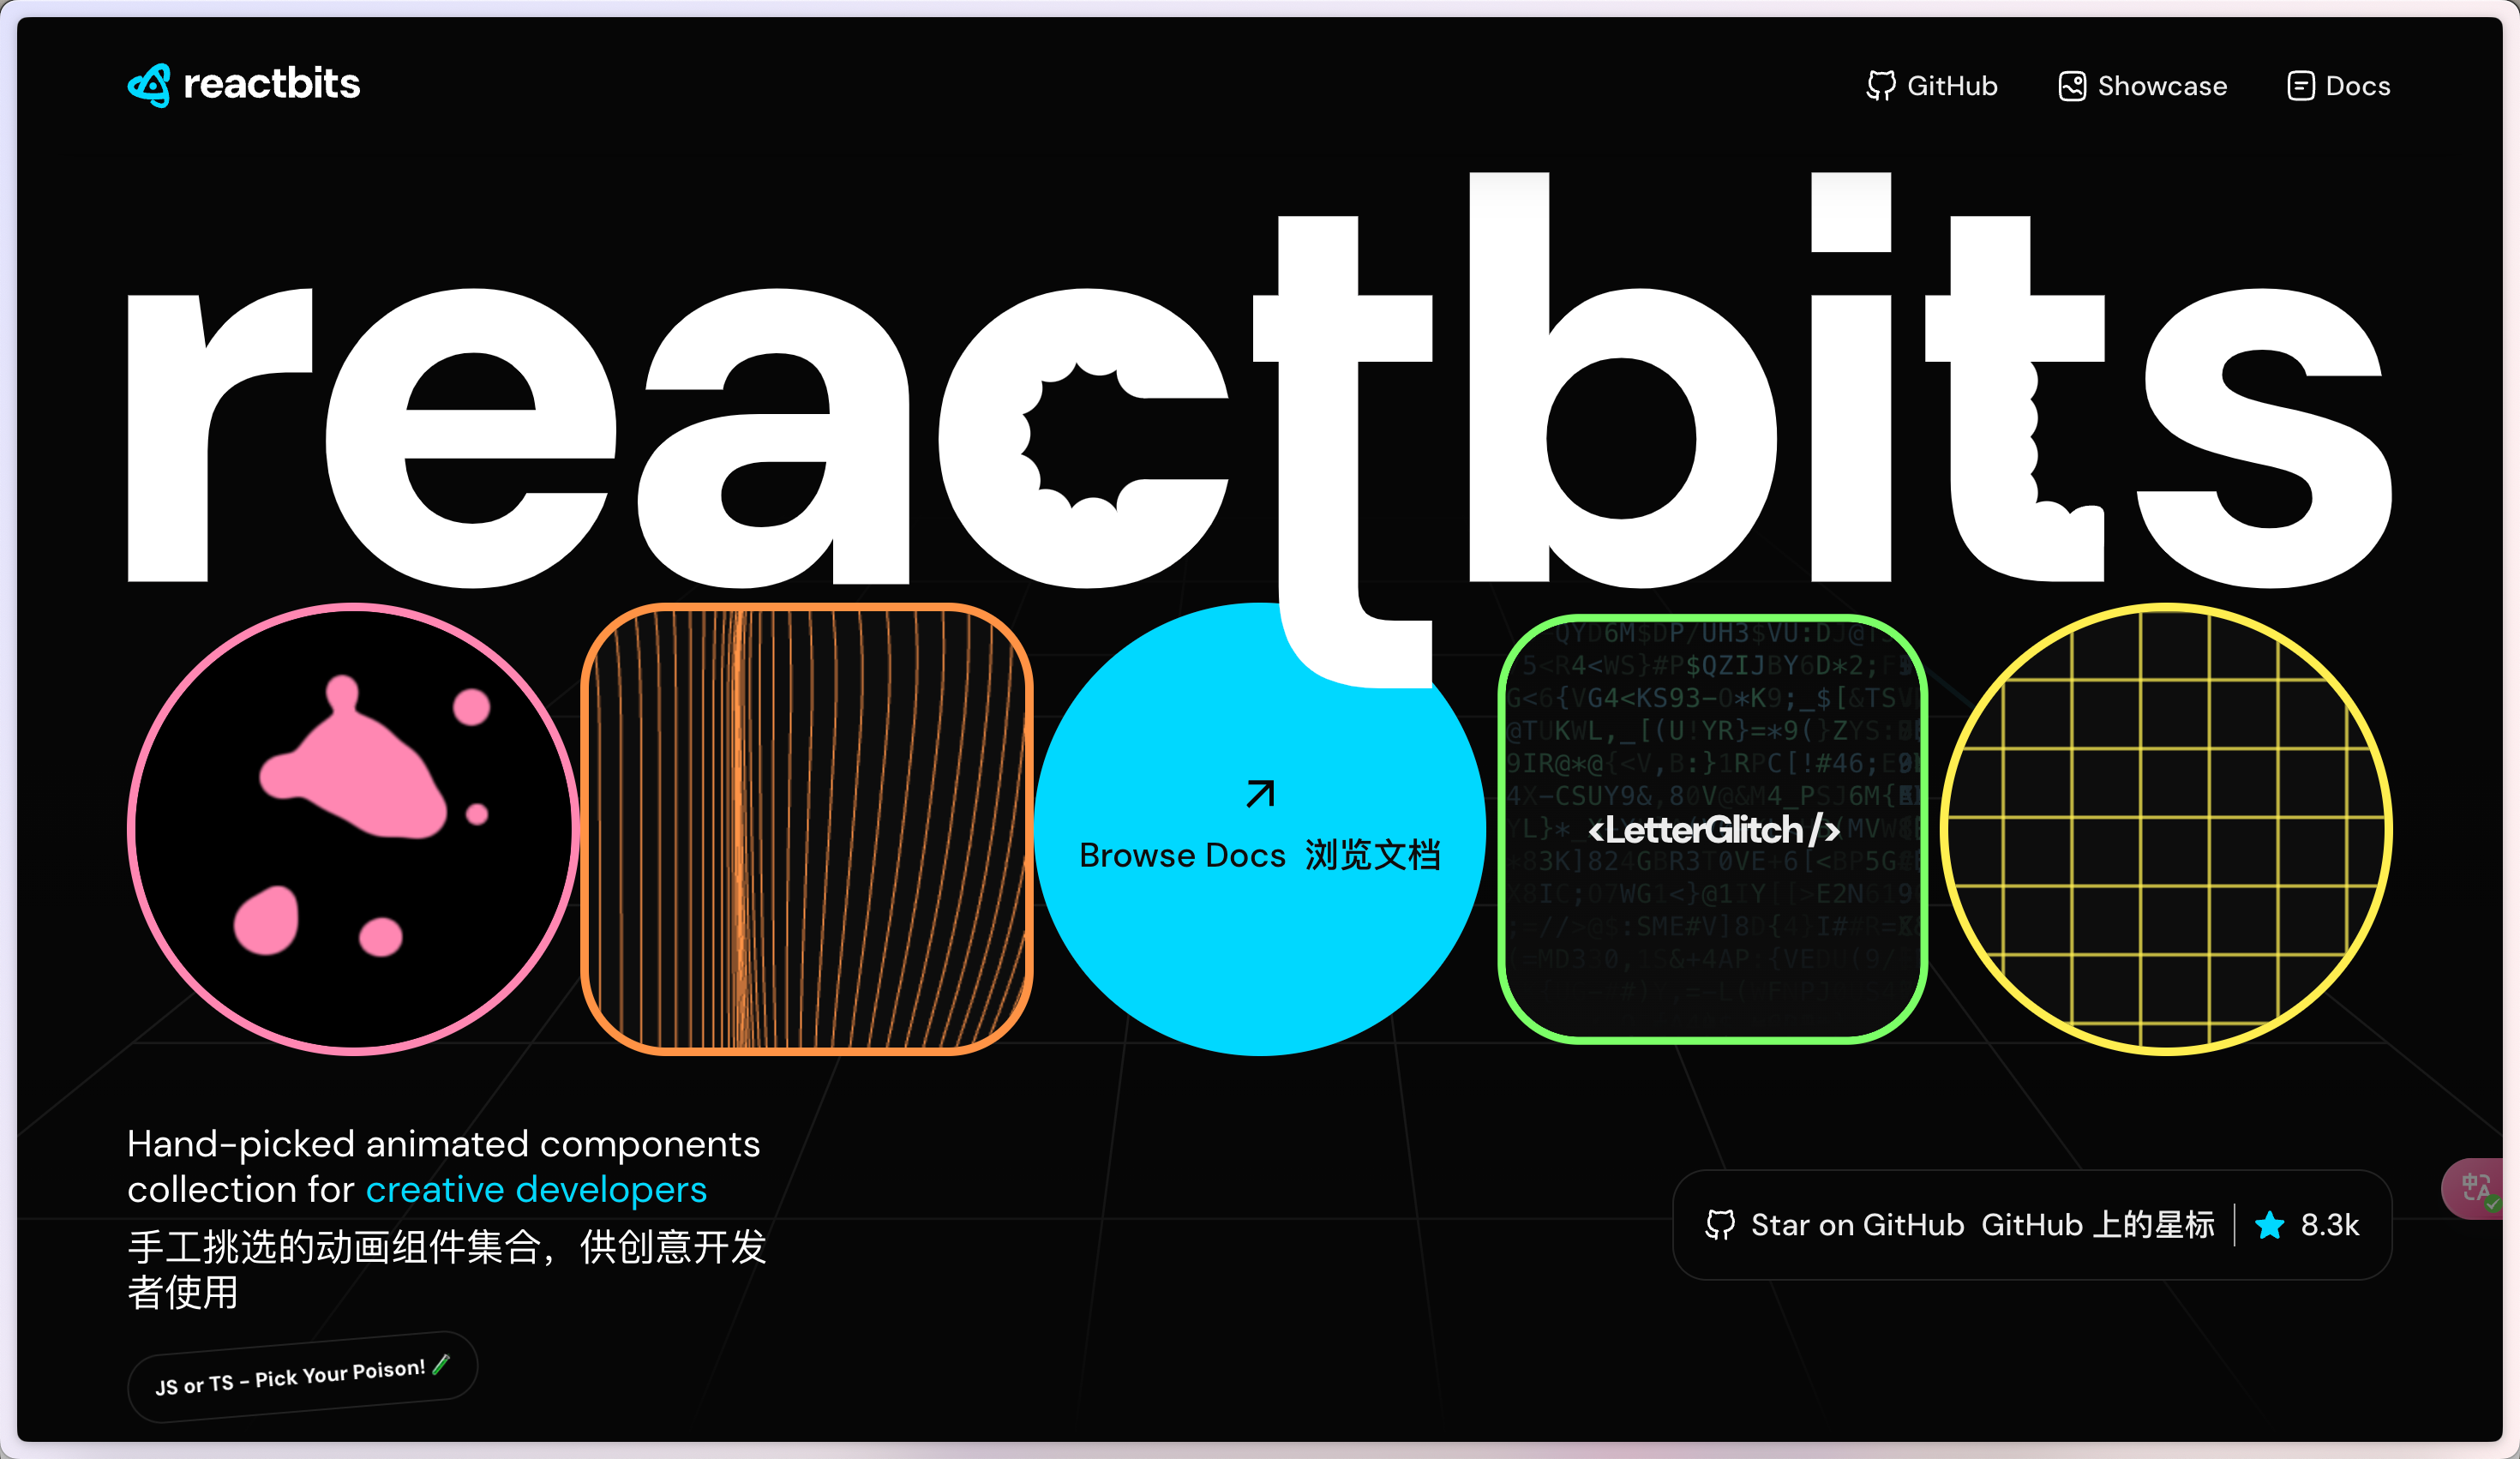 reactbits
GitHub
Showcase
Docs
reactbits
Browse Docs 浏览文档
<LetterGlitch />
Hand-picked animated components
collection for creative developers
手工挑选的动画组件集合，供创意开发
者使用
Star on GitHub GitHub 上的星标
8.3k
JS or TS - Pick Your Poison!